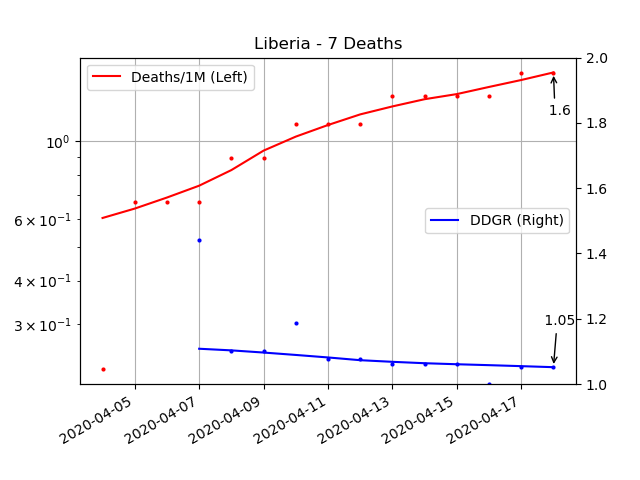 Liberia - 7 Deaths
Deaths/1M (Left)
2.0
1.8
1.6
1.6
1.4
1.2
1.0
10⁰
6 × 10⁻¹
4 × 10⁻¹
3 × 10⁻¹
DDGR (Right)
1.05
2020-04-05
2020-04-07
2020-04-09
2020-04-11
2020-04-13
2020-04-15
2020-04-17